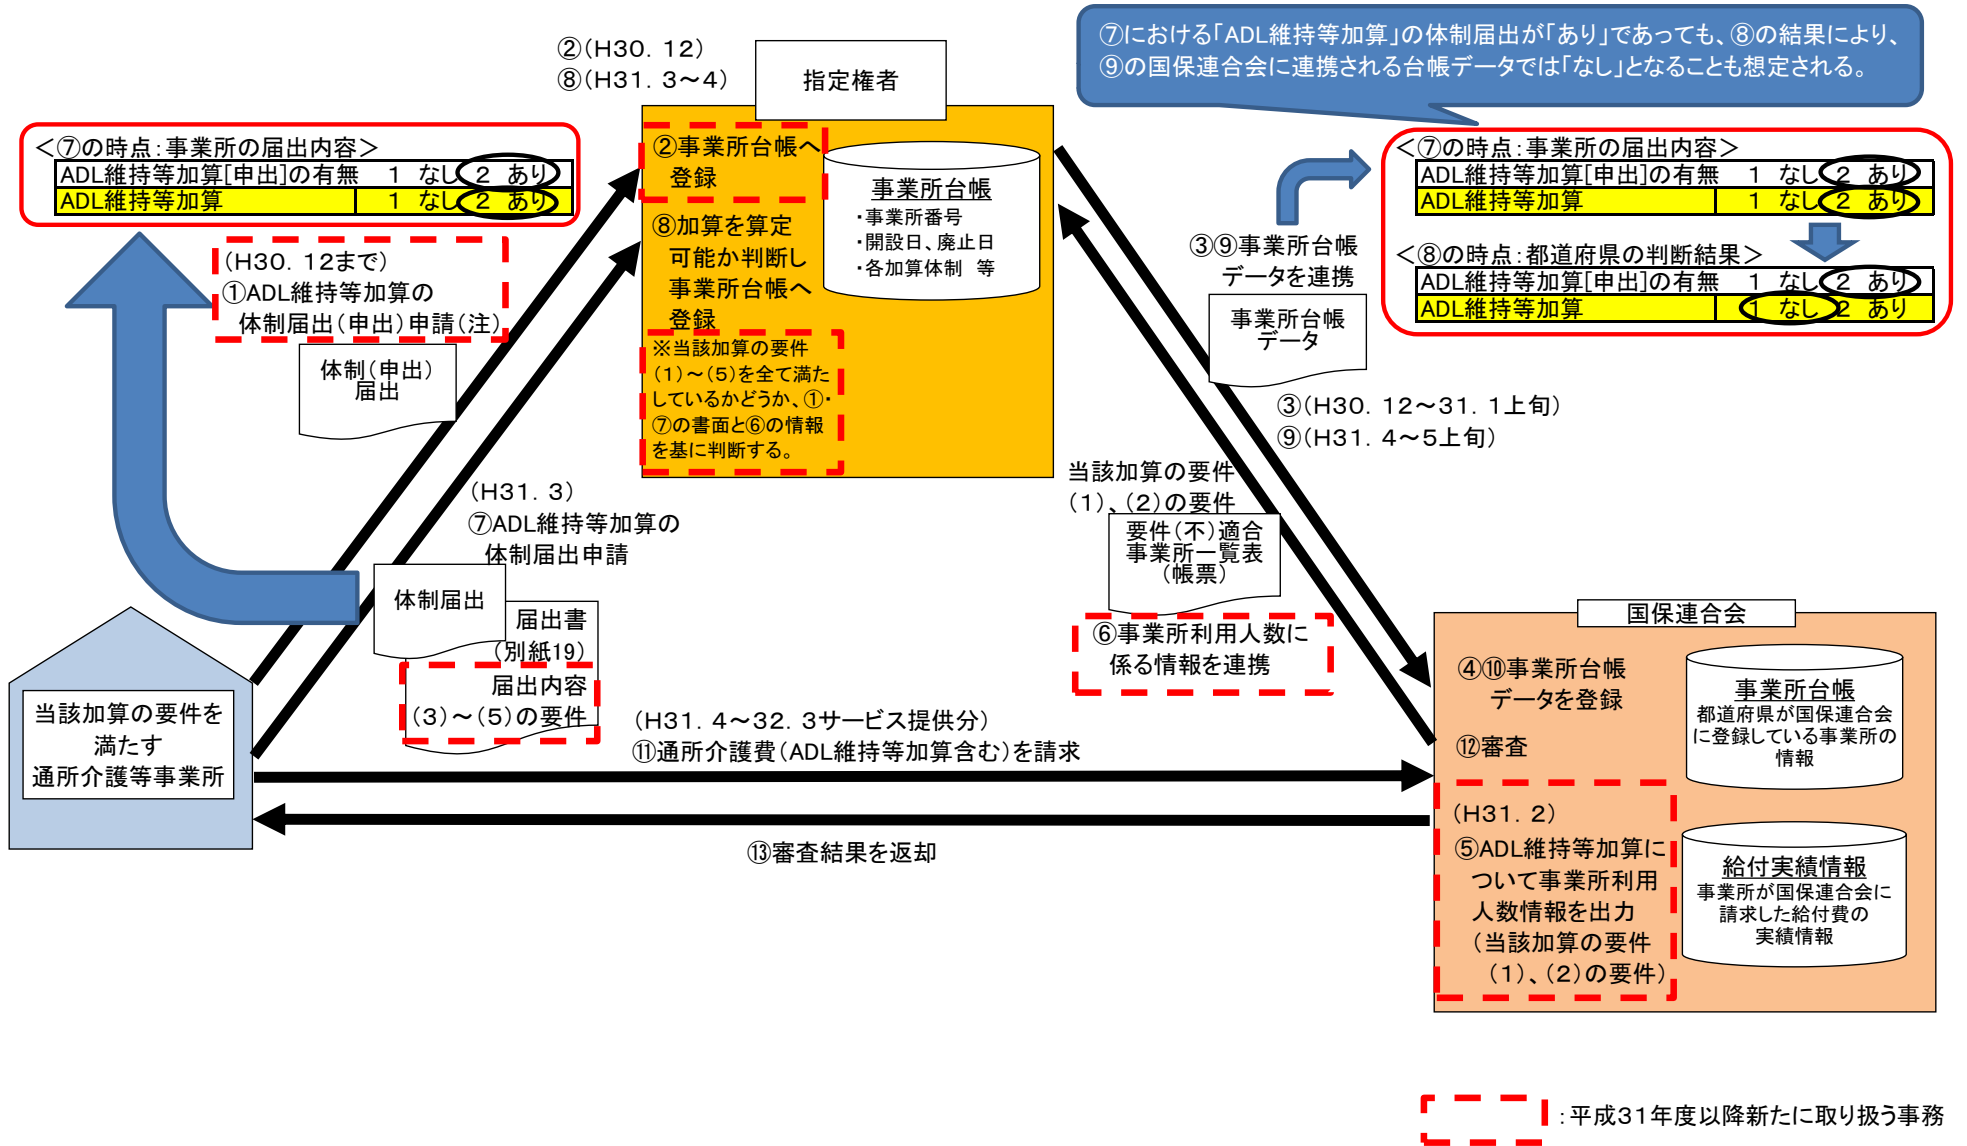 ②(H30．12)
⑧(H31．3～4)
指定権者
⑦における「ADL維持等加算」の体制届出が「あり」であっても、⑧の結果により、
⑨の国保連合会に連携される台帳データでは「なし」となることも想定される。
＜⑦の時点：事業所の届出内容＞
ADL維持等加算[申出]の有無　1　なし　2　あり
ADL維持等加算　1　なし　2　あり
(H30．12まで)
①ADL維持等加算の
体制届出(申出)申請(注)
体制(申出)
届出
②事業所台帳へ
登録
⑧加算を算定
可能か判断し
事業所台帳へ
登録
※当該加算の要件
(1)～(5)を全て満た
しているかどうか、①・
⑦の書面と⑥の情報
を基に判断する。
事業所台帳
・事業所番号
・開設日、廃止日
・各加算体制　等
③⑨事業所台帳
データを連携
事業所台帳
データ
③(H30．12～31．1上旬)
⑨(H31．4～5上旬)
＜⑦の時点：事業所の届出内容＞
ADL維持等加算[申出]の有無　1　なし　2　あり
ADL維持等加算　1　なし　2　あり
＜⑧の時点：都道府県の判断結果＞
ADL維持等加算[申出]の有無　1　なし　2　あり
ADL維持等加算　1　なし　2　あり
(H31．3)
⑦ADL維持等加算の
体制届出申請
体制届出
届出書
(別紙19)
届出内容
(3)～(5)の要件
当該加算の要件
(1)、(2)の要件
要件(不)適合
事業所一覧表
(帳票)
⑥事業所利用人数に
係る情報を連携
当該加算の要件を
満たす
通所介護等事業所
(H31．4～32．3サービス提供分)
⑪通所介護費(ADL維持等加算含む)を請求
⑬審査結果を返却
国保連合会
④⑩事業所台帳
データを登録
⑫審査
(H31．2)
⑤ADL維持等加算に
ついて事業所利用
人数情報を出力
(当該加算の要件
(1)、(2)の要件)
事業所台帳
都道府県が国保連合会
に登録している事業所の
情報
給付実績情報
事業所が国保連合会に
請求した給付費の
実績情報
：平成31年度以降新たに取り扱う事務